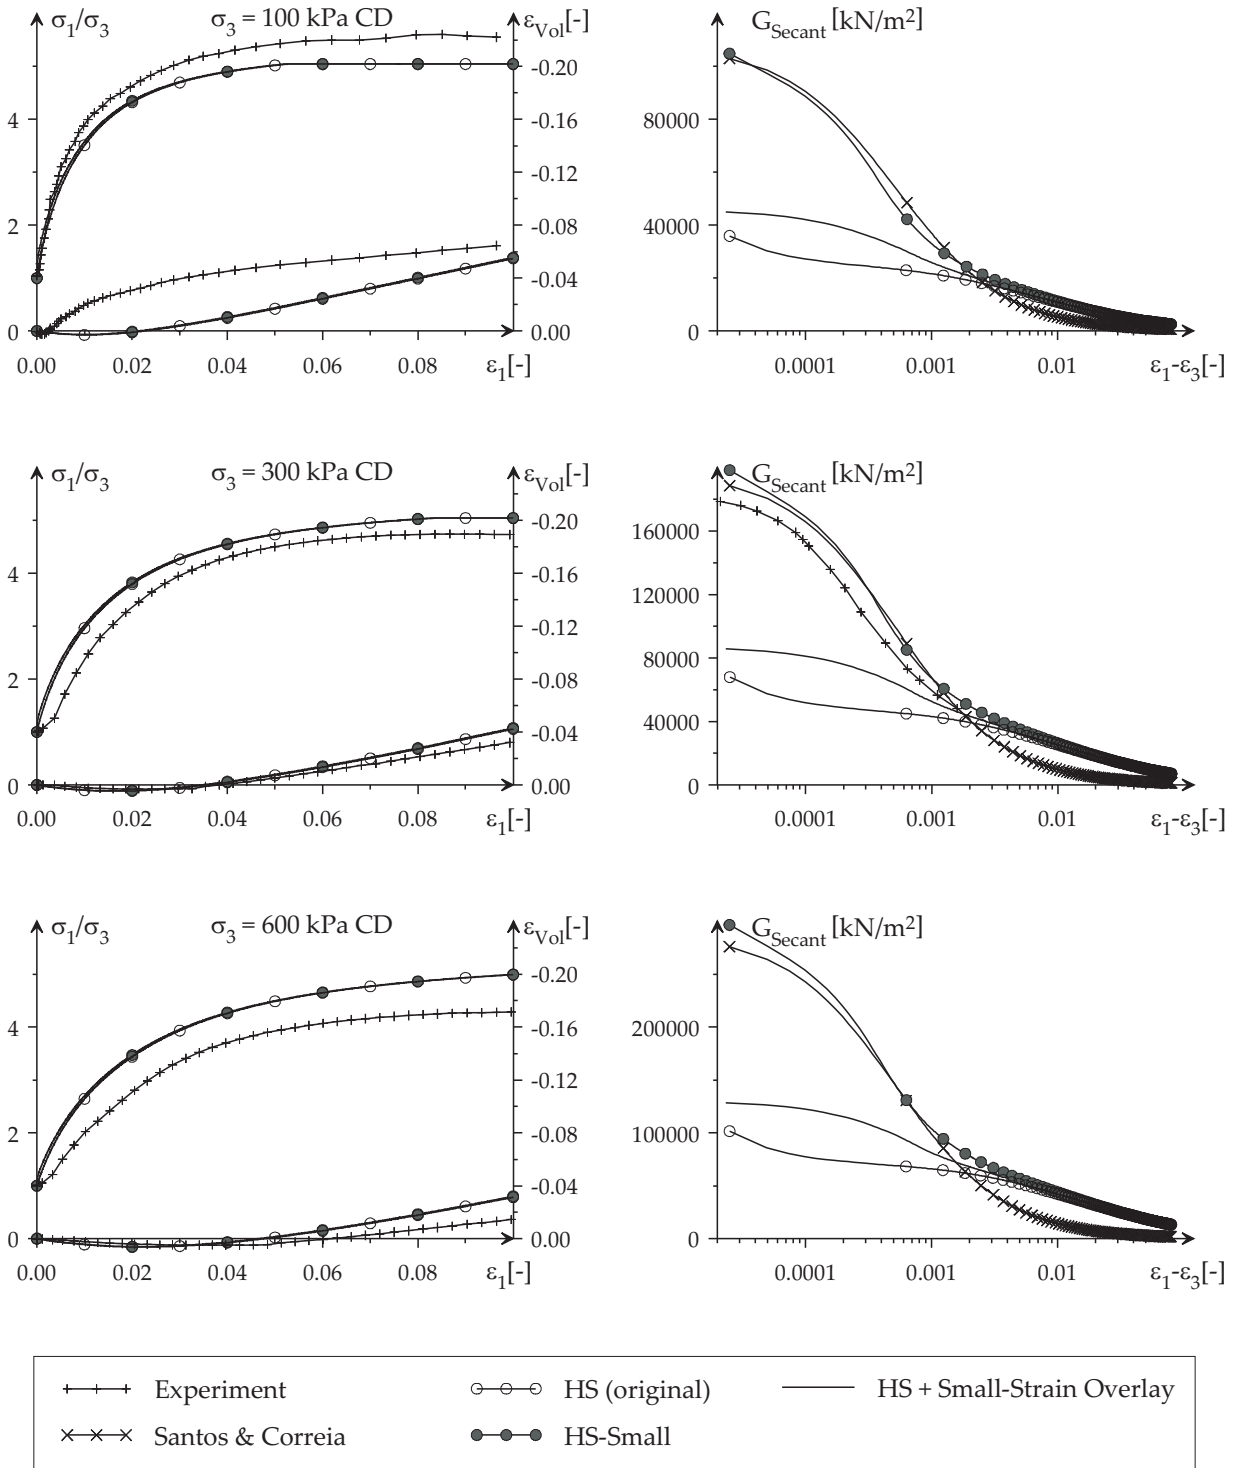 σ1/σ3
σ3 = 100 kPa CD
εVol[-]
4
2
0
-0.20
-0.16
-0.12
-0.08
-0.04
0.00
0.00 0.02 0.04 0.06 0.08 ε1[-]
GSecant [kN/m²]
80000
40000
0
0.0001 0.001 0.01 ε1-ε3[-]
σ1/σ3
σ3 = 300 kPa CD
εVol[-]
4
2
0
-0.20
-0.16
-0.12
-0.08
-0.04
0.00
0.00 0.02 0.04 0.06 0.08 ε1[-]
GSecant [kN/m²]
160000
120000
80000
40000
0
0.0001 0.001 0.01 ε1-ε3[-]
σ1/σ3
σ3 = 600 kPa CD
εVol[-]
4
2
0
-0.20
-0.16
-0.12
-0.08
-0.04
0.00
0.00 0.02 0.04 0.06 0.08 ε1[-]
GSecant [kN/m²]
200000
100000
0
0.0001 0.001 0.01 ε1-ε3[-]
Experiment
HS (original)
HS + Small-Strain Overlay
Santos & Correia
HS-Small